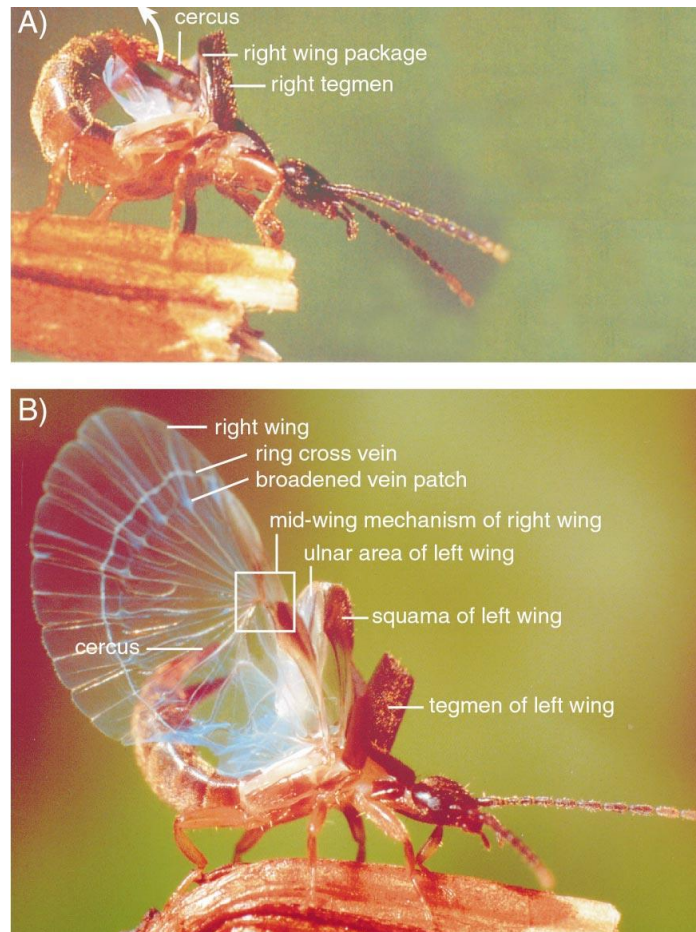 A)
cercus
right wing package
right tegmen
B)
right wing
ring cross vein
broadened vein patch
mid-wing mechanism of right wing
ulnar area of left wing
squama of left wing
cercus
tegmen of left wing